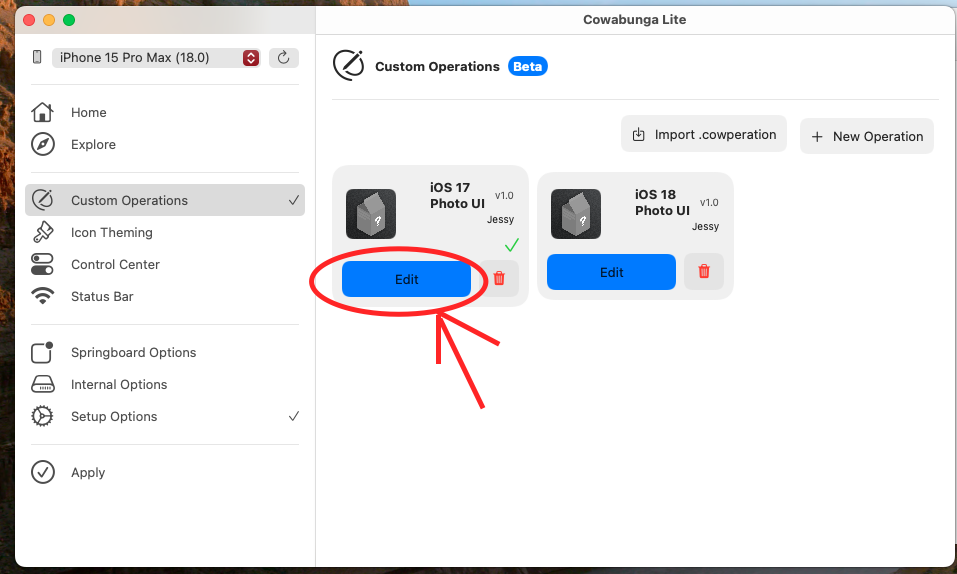 Cowabunga Lite
iPhone 15 Pro Max (18.0)
Home
Explore
Custom Operations
Icon Theming
Control Center
Status Bar
Springboard Options
Internal Options
Setup Options
Apply
Custom Operations Beta
Import .cowperation
+ New Operation
iOS 17
Photo UI
v1.0
Jessy
?
Edit
iOS 18
Photo UI
v1.0
Jessy
?
Edit